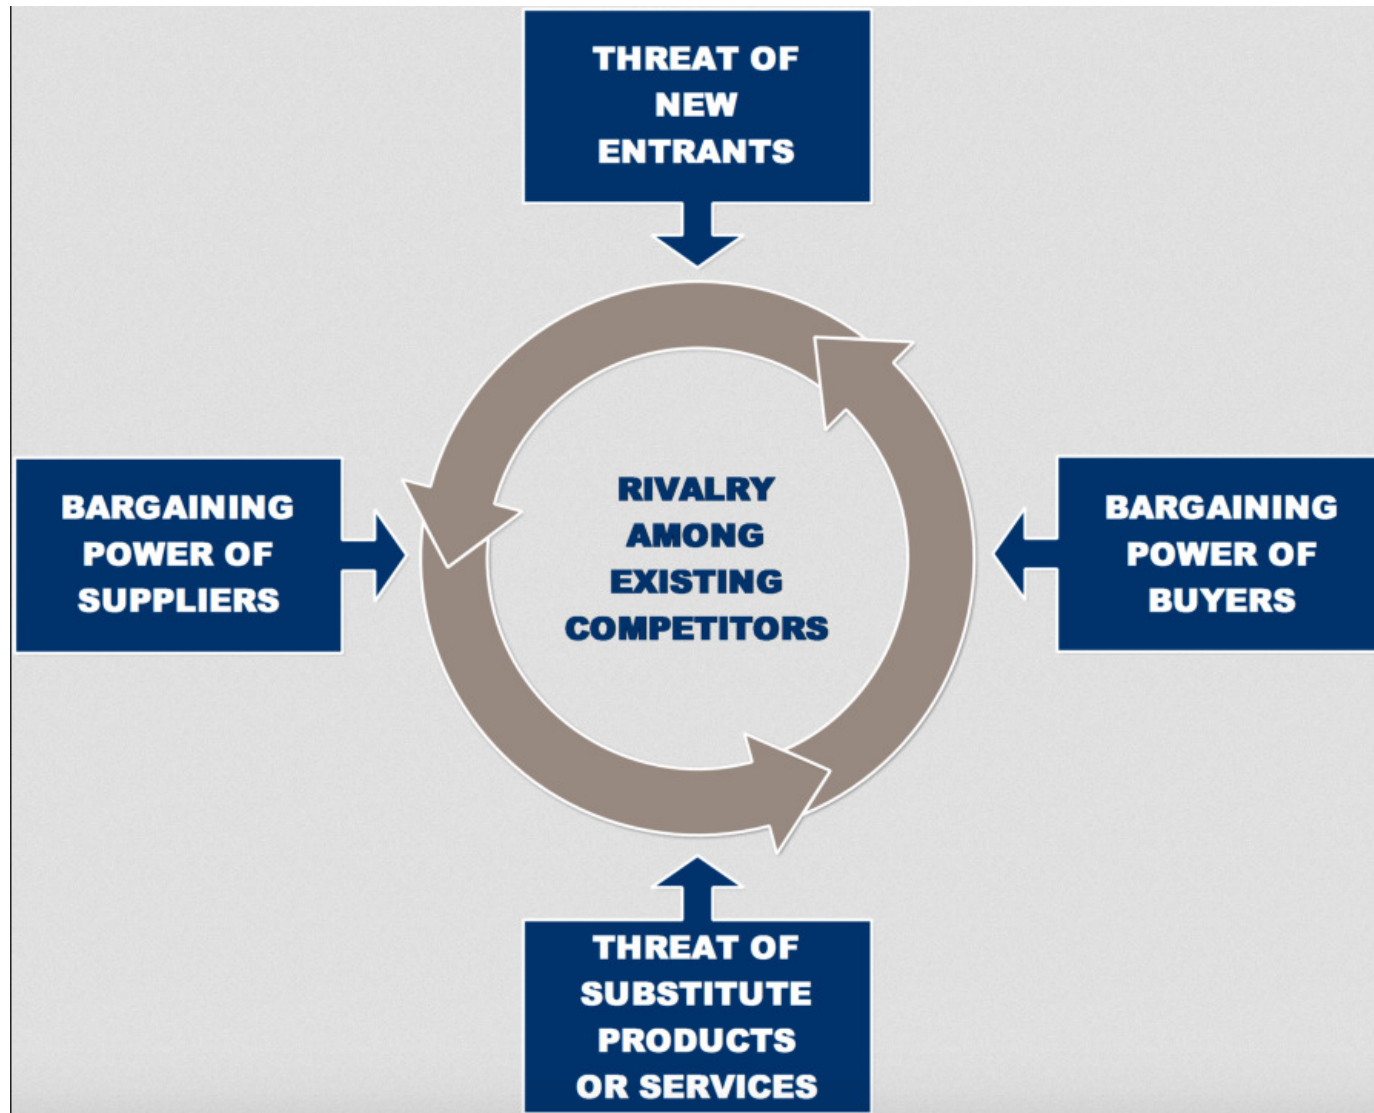 THREAT OF
NEW
ENTRANTS
BARGAINING
POWER OF
SUPPLIERS
RIVALRY
AMONG
EXISTING
COMPETITORS
BARGAINING
POWER OF
BUYERS
THREAT OF
SUBSTITUTE
PRODUCTS
OR SERVICES